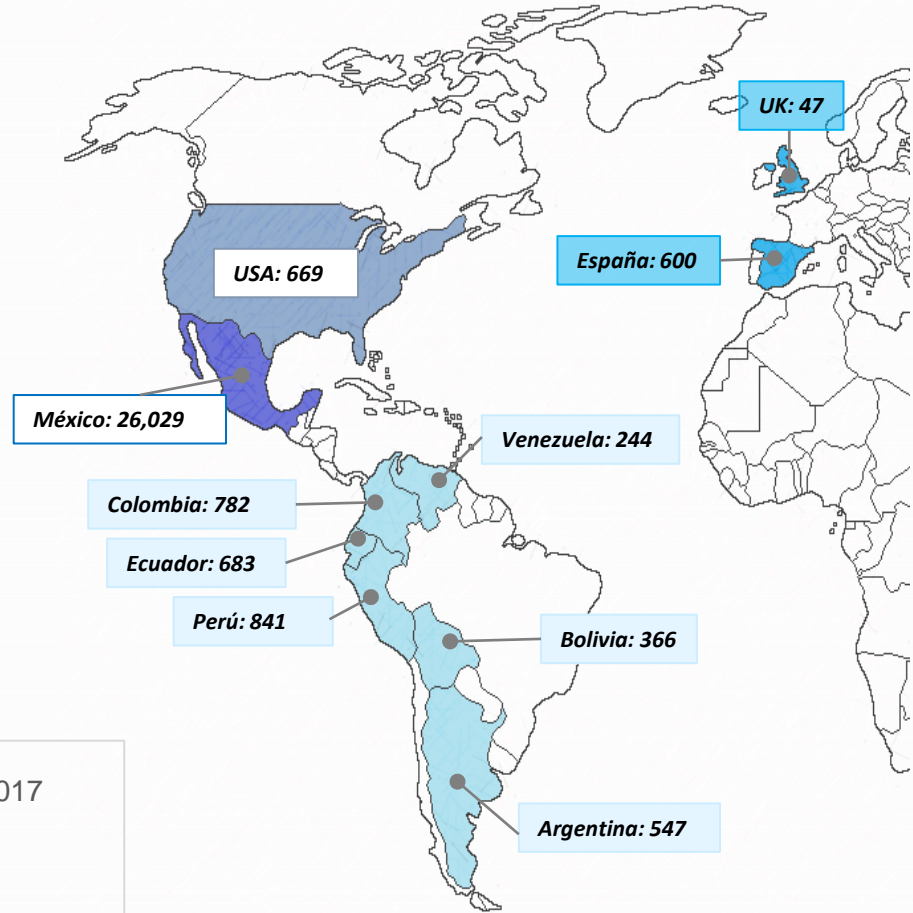 UK: 47
España: 600
USA: 669
México: 26,029
Venezuela: 244
Colombia: 782
Ecuador: 683
Perú: 841
Bolivia: 366
017
Argentina: 547